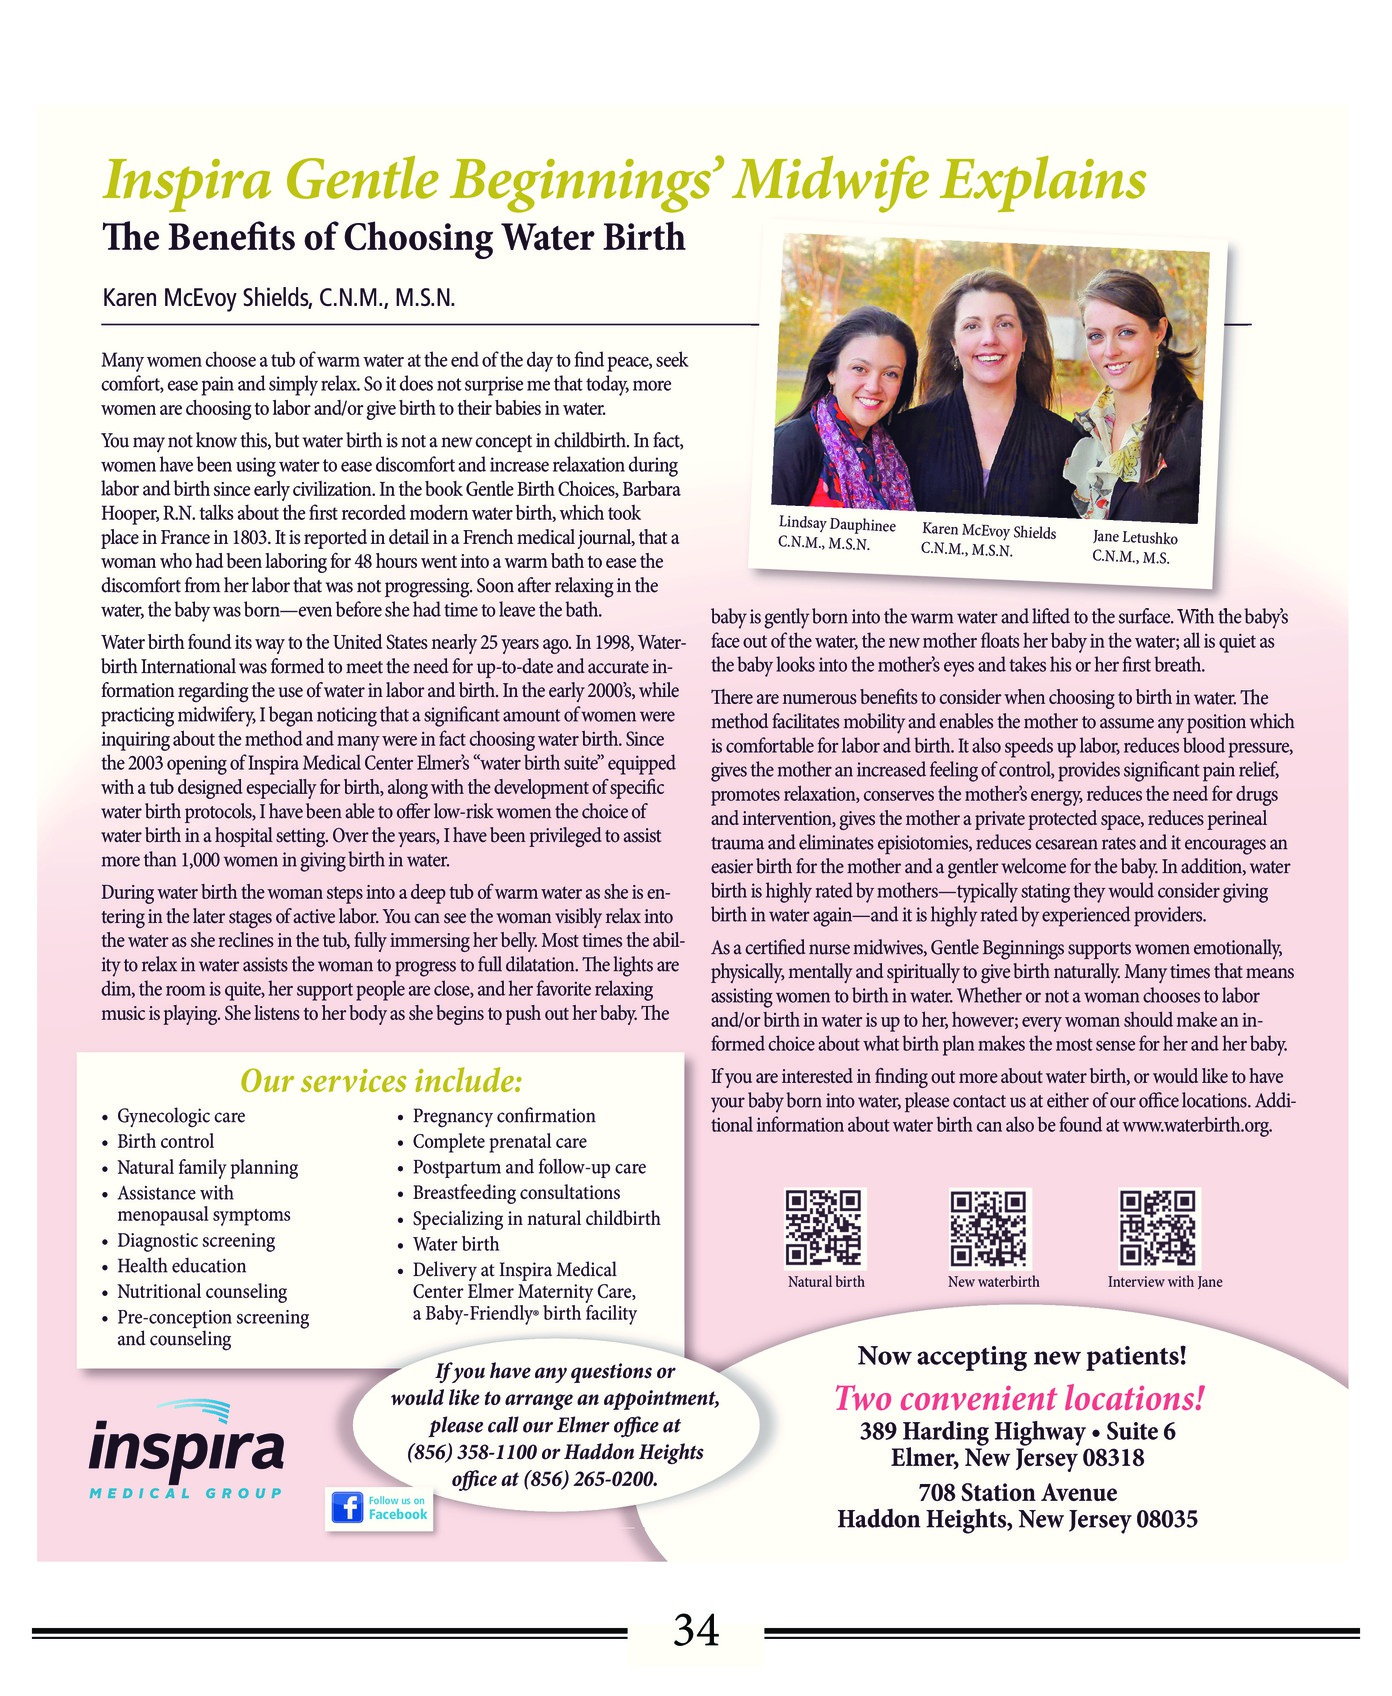 Inspira Gentle Beginnings’ Midwife Explains
The Benefits of Choosing Water Birth
Karen McEvoy Shields, C.N.M., M.S.N.
Many women choose a tub of warm water at the end of the day to find peace, seek
comfort, ease pain and simply relax. So it does not surprise me that today, more
women are choosing to labor and/or give birth to their babies in water.
You may not know this, but water birth is not a new concept in childbirth. In fact,
women have been using water to ease discomfort and increase relaxation during
labor and birth since early civilization. In the book Gentle Birth Choices, Barbara
Hooper, R.N. talks about the first recorded modern water birth, which took
place in France in 1803. It is reported in detail in a French medical journal, that a
woman who had been laboring for 48 hours went into a warm bath to ease the
discomfort from her labor that was not progressing. Soon after relaxing in the
water, the baby was born—even before she had time to leave the bath.
Water birth found its way to the United States nearly 25 years ago. In 1998, Water-
birth International was formed to meet the need for up-to-date and accurate in-
formation regarding the use of water in labor and birth. In the early 2000’s, while
practicing midwifery, I began noticing that a significant amount of women were
inquiring about the method and many were in fact choosing water birth. Since
the 2003 opening of Inspira Medical Center Elmer’s “water birth suite” equipped
with a tub designed especially for birth, along with the development of specific
water birth protocols, I have been able to offer low-risk women the choice of
water birth in a hospital setting. Over the years, I have been privileged to assist
more than 1,000 women in giving birth in water.
During water birth the woman steps into a deep tub of warm water as she is en-
tering in the later stages of active labor. You can see the woman visibly relax into
the water as she reclines in the tub, fully immersing her belly. Most times the abil-
ity to relax in water assists the woman to progress to full dilatation. The lights are
dim, the room is quite, her support people are close, and her favorite relaxing
music is playing. She listens to her body as she begins to push out her baby. The
Lindsay Dauphinee
C.N.M., M.S.N.
Karen McEvoy Shields
C.N.M., M.S.N.
Jane Letushko
C.N.M., M.S.
baby is gently born into the warm water and lifted to the surface. With the baby’s
face out of the water, the new mother floats her baby in the water; all is quiet as
the baby looks into the mother’s eyes and takes his or her first breath.
There are numerous benefits to consider when choosing to birth in water. The
method facilitates mobility and enables the mother to assume any position which
is comfortable for labor and birth. It also speeds up labor, reduces blood pressure,
gives the mother an increased feeling of control, provides significant pain relief,
promotes relaxation, conserves the mother’s energy, reduces the need for drugs
and intervention, gives the mother a private protected space, reduces perineal
trauma and eliminates episiotomies, reduces cesarean rates and it encourages an
easier birth for the mother and a gentler welcome for the baby. In addition, water
birth is highly rated by mothers—typically stating they would consider giving
birth in water again—and it is highly rated by experienced providers.
As a certified nurse midwives, Gentle Beginnings supports women emotionally,
physically, mentally and spiritually to give birth naturally. Many times that means
assisting women to birth in water. Whether or not a woman chooses to labor
and/or birth in water is up to her, however; every woman should make an in-
formed choice about what birth plan makes the most sense for her and her baby.
If you are interested in finding out more about water birth, or would like to have
your baby born into water, please contact us at either of our office locations. Addi-
tional information about water birth can also be found at www.waterbirth.org.
Our services include:
• Gynecologic care
• Birth control
• Natural family planning
• Assistance with
menopausal symptoms
• Diagnostic screening
• Health education
• Nutritional counseling
• Pre-conception screening
and counseling
• Pregnancy confirmation
• Complete prenatal care
• Postpartum and follow-up care
• Breastfeeding consultations
• Specializing in natural childbirth
• Water birth
• Delivery at Inspira Medical
Center Elmer Maternity Care,
a Baby-Friendly® birth facility
Natural birth
New waterbirth
Interview with Jane
If you have any questions or
would like to arrange an appointment,
please call our Elmer office at
(856) 358-1100 or Haddon Heights
office at (856) 265-0200.
inspira
MEDICAL GROUP
f
Follow us on
Facebook
Now accepting new patients!
Two convenient locations!
389 Harding Highway • Suite 6
Elmer, New Jersey 08318
708 Station Avenue
Haddon Heights, New Jersey 08035
34